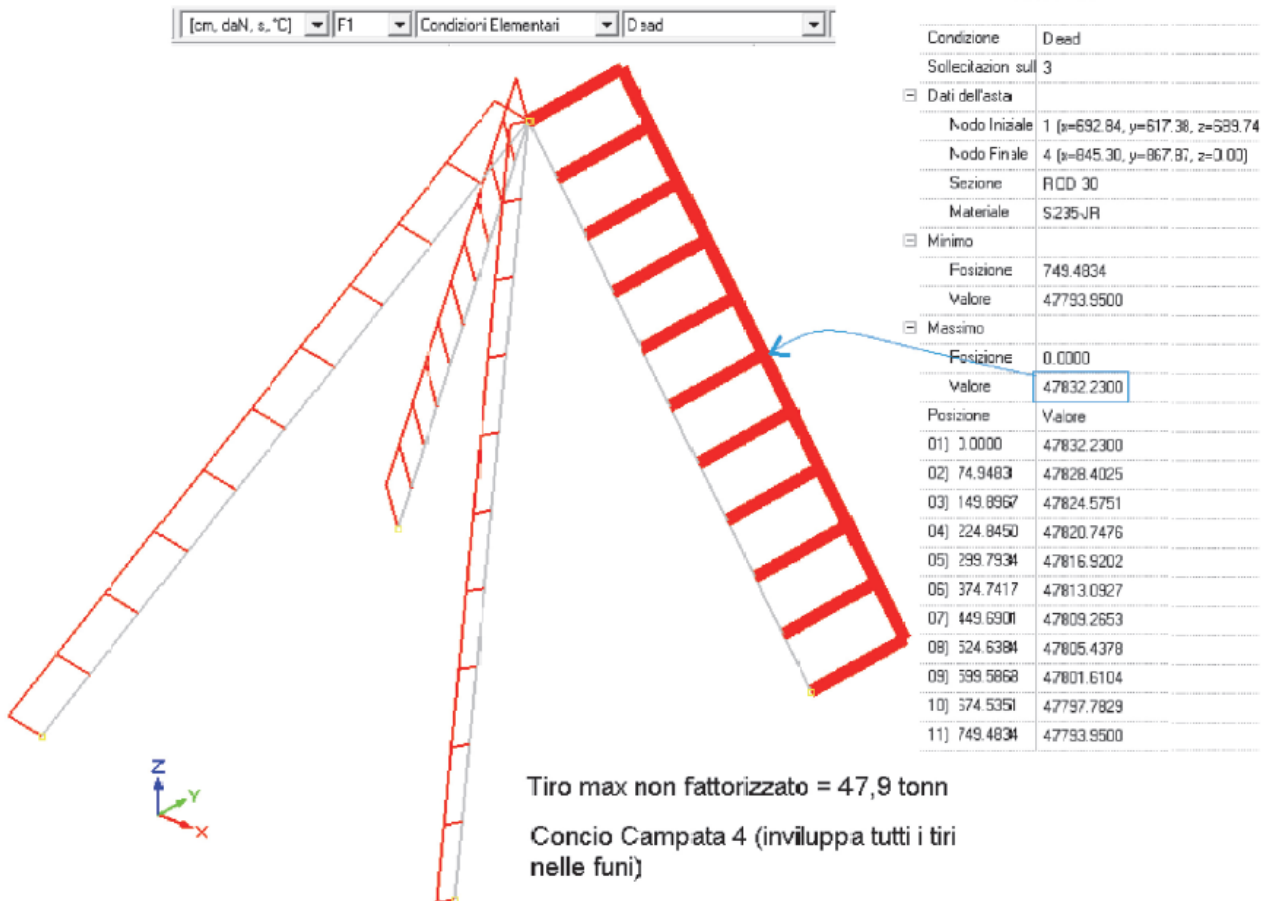 [cm, daN, s, °C] F1 Condizioni Elementari Dead
Condizione Dead
Sollecitazion sull 3
Dati dell'asta
Nodo Iniziale 1 (x=692.84, y=617.38, z=589.74
Nodo Finale 4 (x=845.30, y=867.87, z=0.00)
Sezione ROD 30
Materiale S235-JR
Minimo
Posizione 749.4834
Valore 47793.9500
Massimo
Posizione 0.0000
Valore 47832.2300
Posizione Valore
01) 0.0000 47832.2300
02) 74.9483 47828.4025
03) 149.8967 47824.5751
04) 224.8450 47820.7476
05) 299.7934 47816.9202
06) 374.7417 47813.0927
07) 449.6901 47809.2653
08) 524.6384 47805.4378
09) 599.5868 47801.6104
10) 674.5351 47797.7829
11) 749.4834 47793.9500
Z
Y
X
Tiro max non fattorizzato = 47,9 tonn
Concio Campata 4 (inviluppa tutti i tiri
nelle funi)